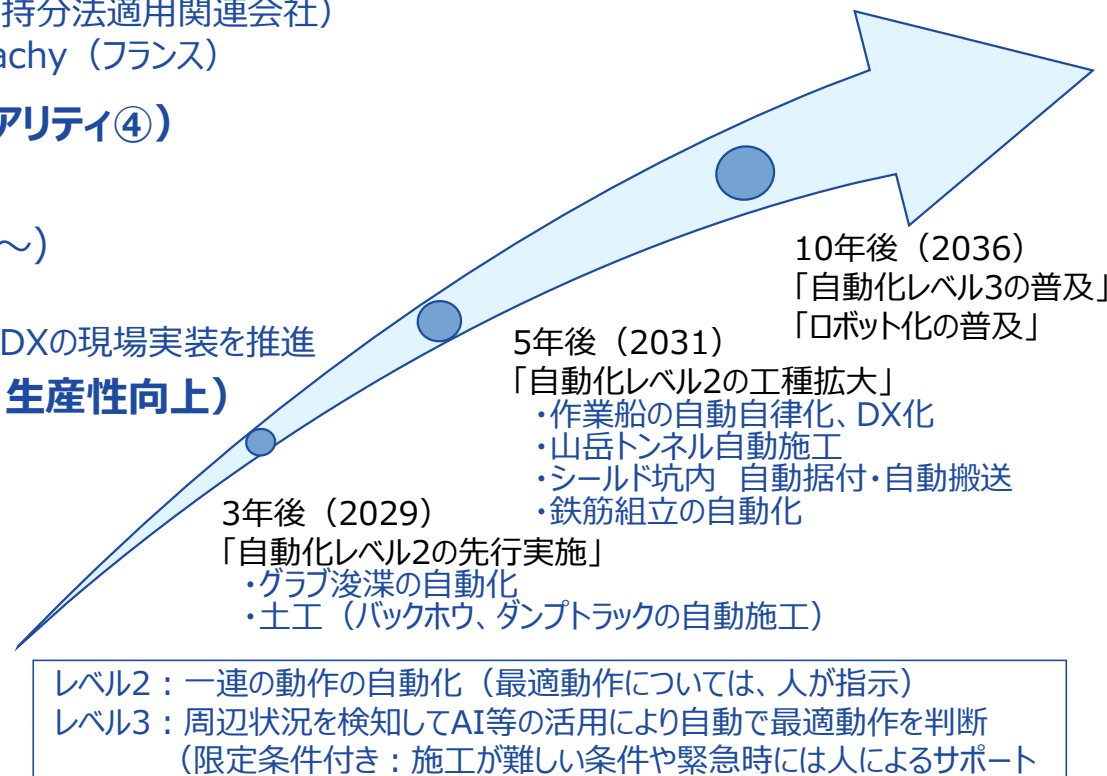 持分法適用関連会社）
achy（フランス）
アリティ④）
～）
DXの現場実装を推進
生産性向上）
10年後（2036）
「自動化レベル3の普及」
「ロボット化の普及」
5年後（2031）
「自動化レベル2の工種拡大」
・作業船の自動自律化、DX化
・山岳トンネル自動施工
・シールド坑内　自動据付・自動搬送
・鉄筋組立の自動化
3年後（2029）
「自動化レベル2の先行実施」
・グラブ浚渫の自動化
・土工（バックホウ、ダンプトラックの自動施工）
レベル2：一連の動作の自動化（最適動作については、人が指示）
レベル3：周辺状況を検知してAI等の活用により自動で最適動作を判断
（限定条件付き：施工が難しい条件や緊急時には人によるサポート